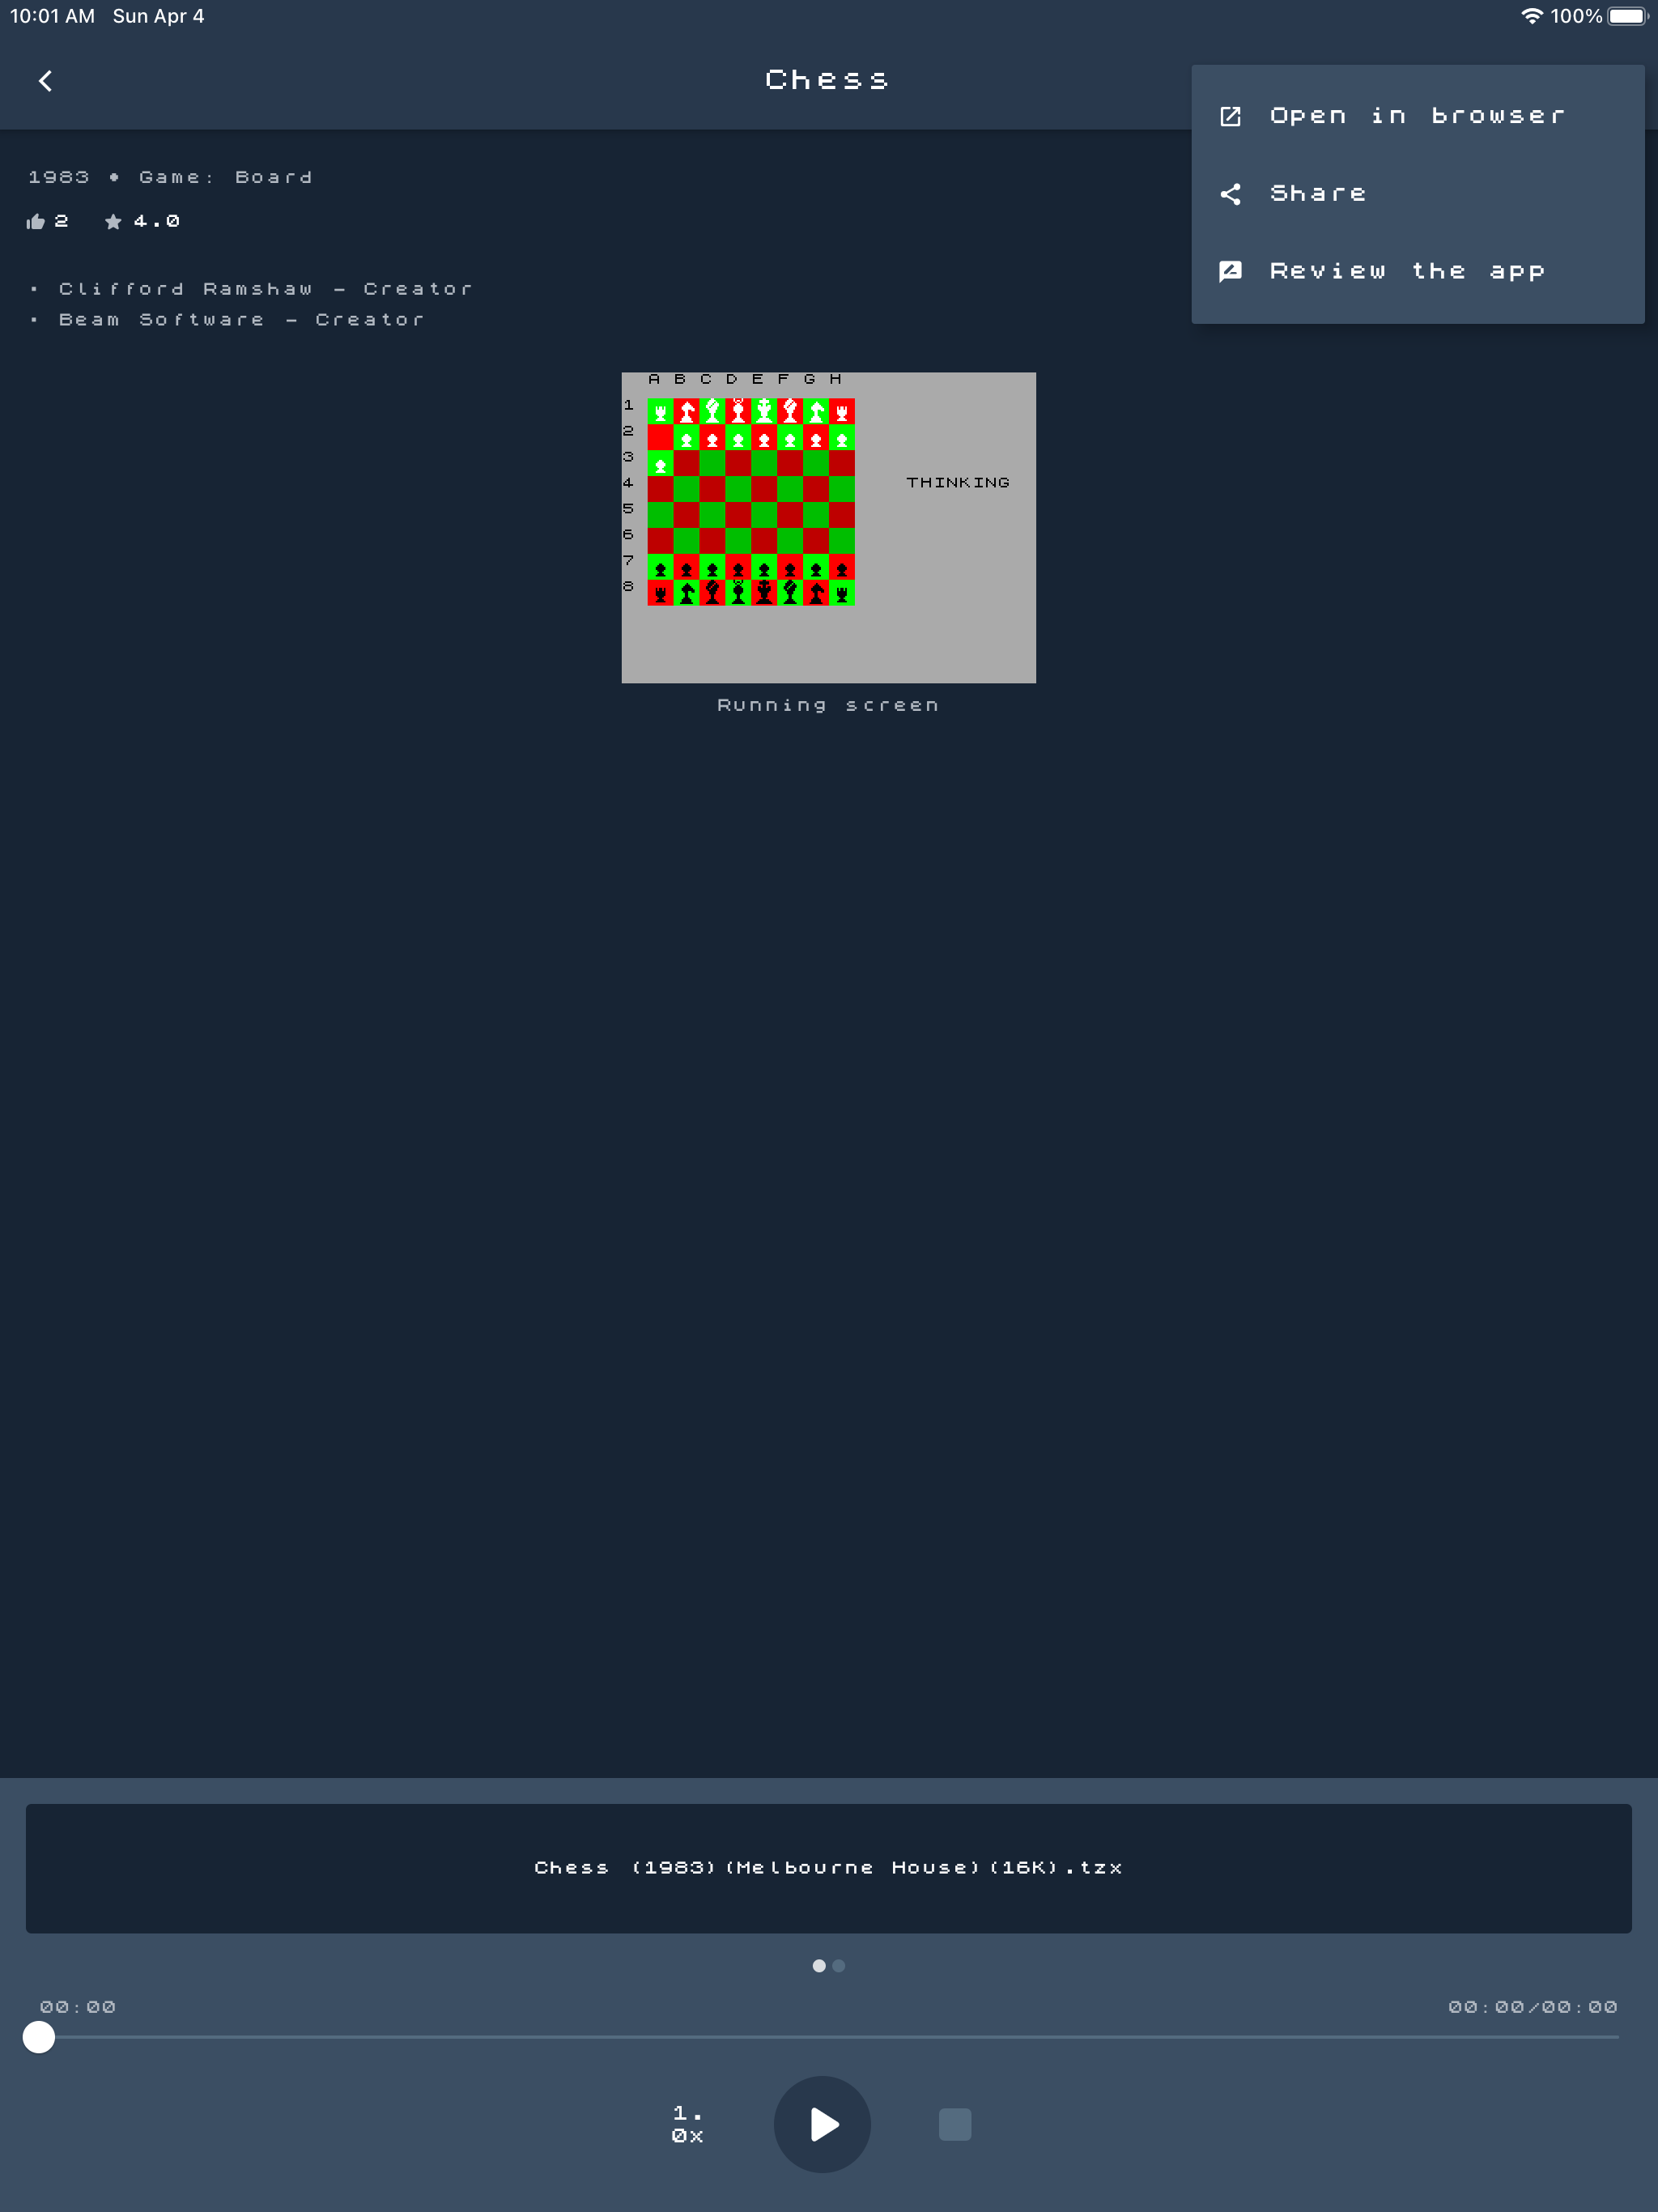 10:01 AM Sun Apr 4
100%
Chess
Open in browser
Share
Review the app
1983 • Game: Board
2 4.0
• Clifford Ramshaw - Creator
• Beam Software - Creator
A B C D E F G H
1
2
3
4
THINKING
5
6
7
8
Running screen
Chess (1983)(Melbourne House)(16K).tzx
00:00
00:00/00:00
1.
0x